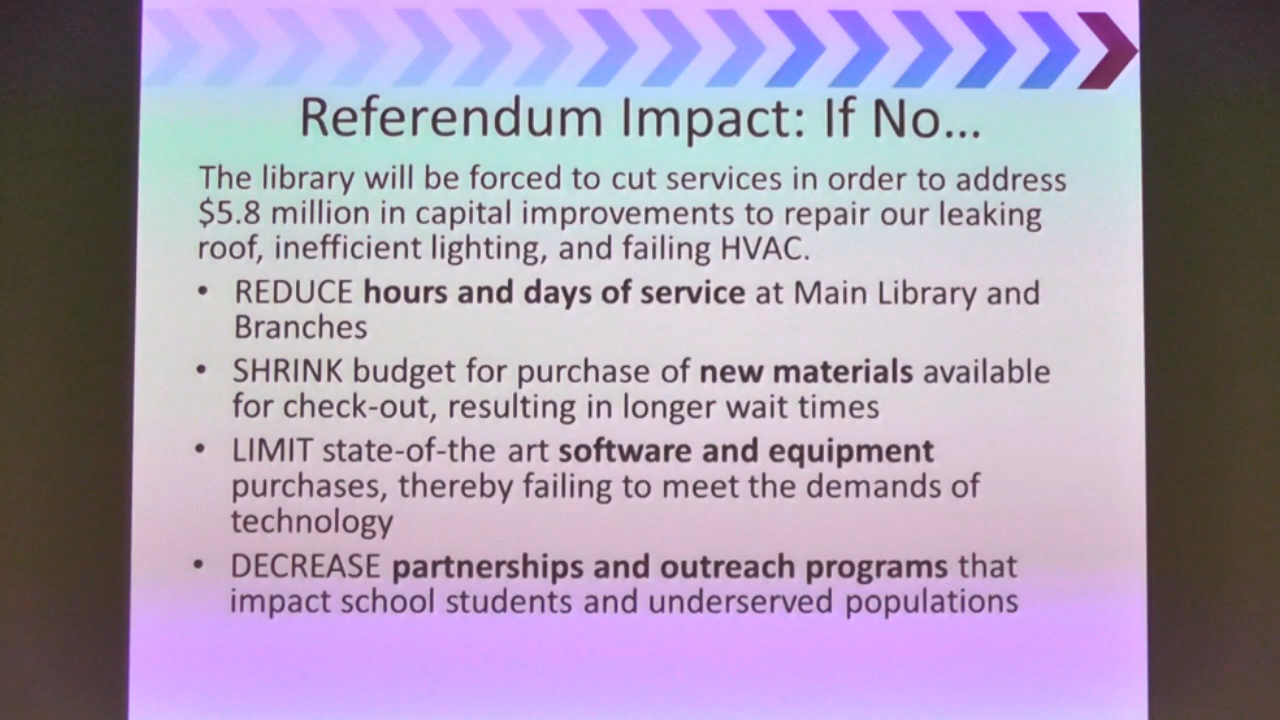 Referendum Impact: If No...
The library will be forced to cut services in order to address
$5.8 million in capital improvements to repair our leaking
roof, inefficient lighting, and failing HVAC.
• REDUCE hours and days of service at Main Library and
Branches
• SHRINK budget for purchase of new materials available
for check-out, resulting in longer wait times
• LIMIT state-of-the art software and equipment
purchases, thereby failing to meet the demands of
technology
• DECREASE partnerships and outreach programs that
impact school students and underserved populations